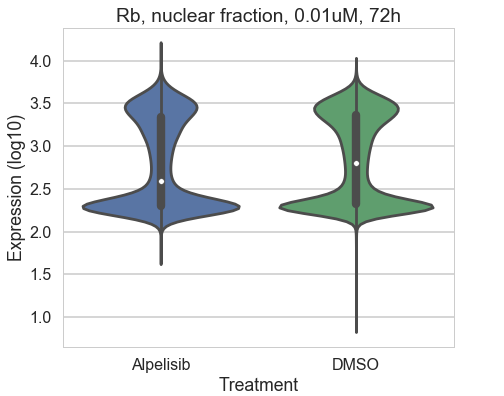 Rb, nuclear fraction, 0.01uM, 72h
Expression (log10)
4.0
3.5
3.0
2.5
2.0
1.5
1.0
Alpelisib DMSO
Treatment